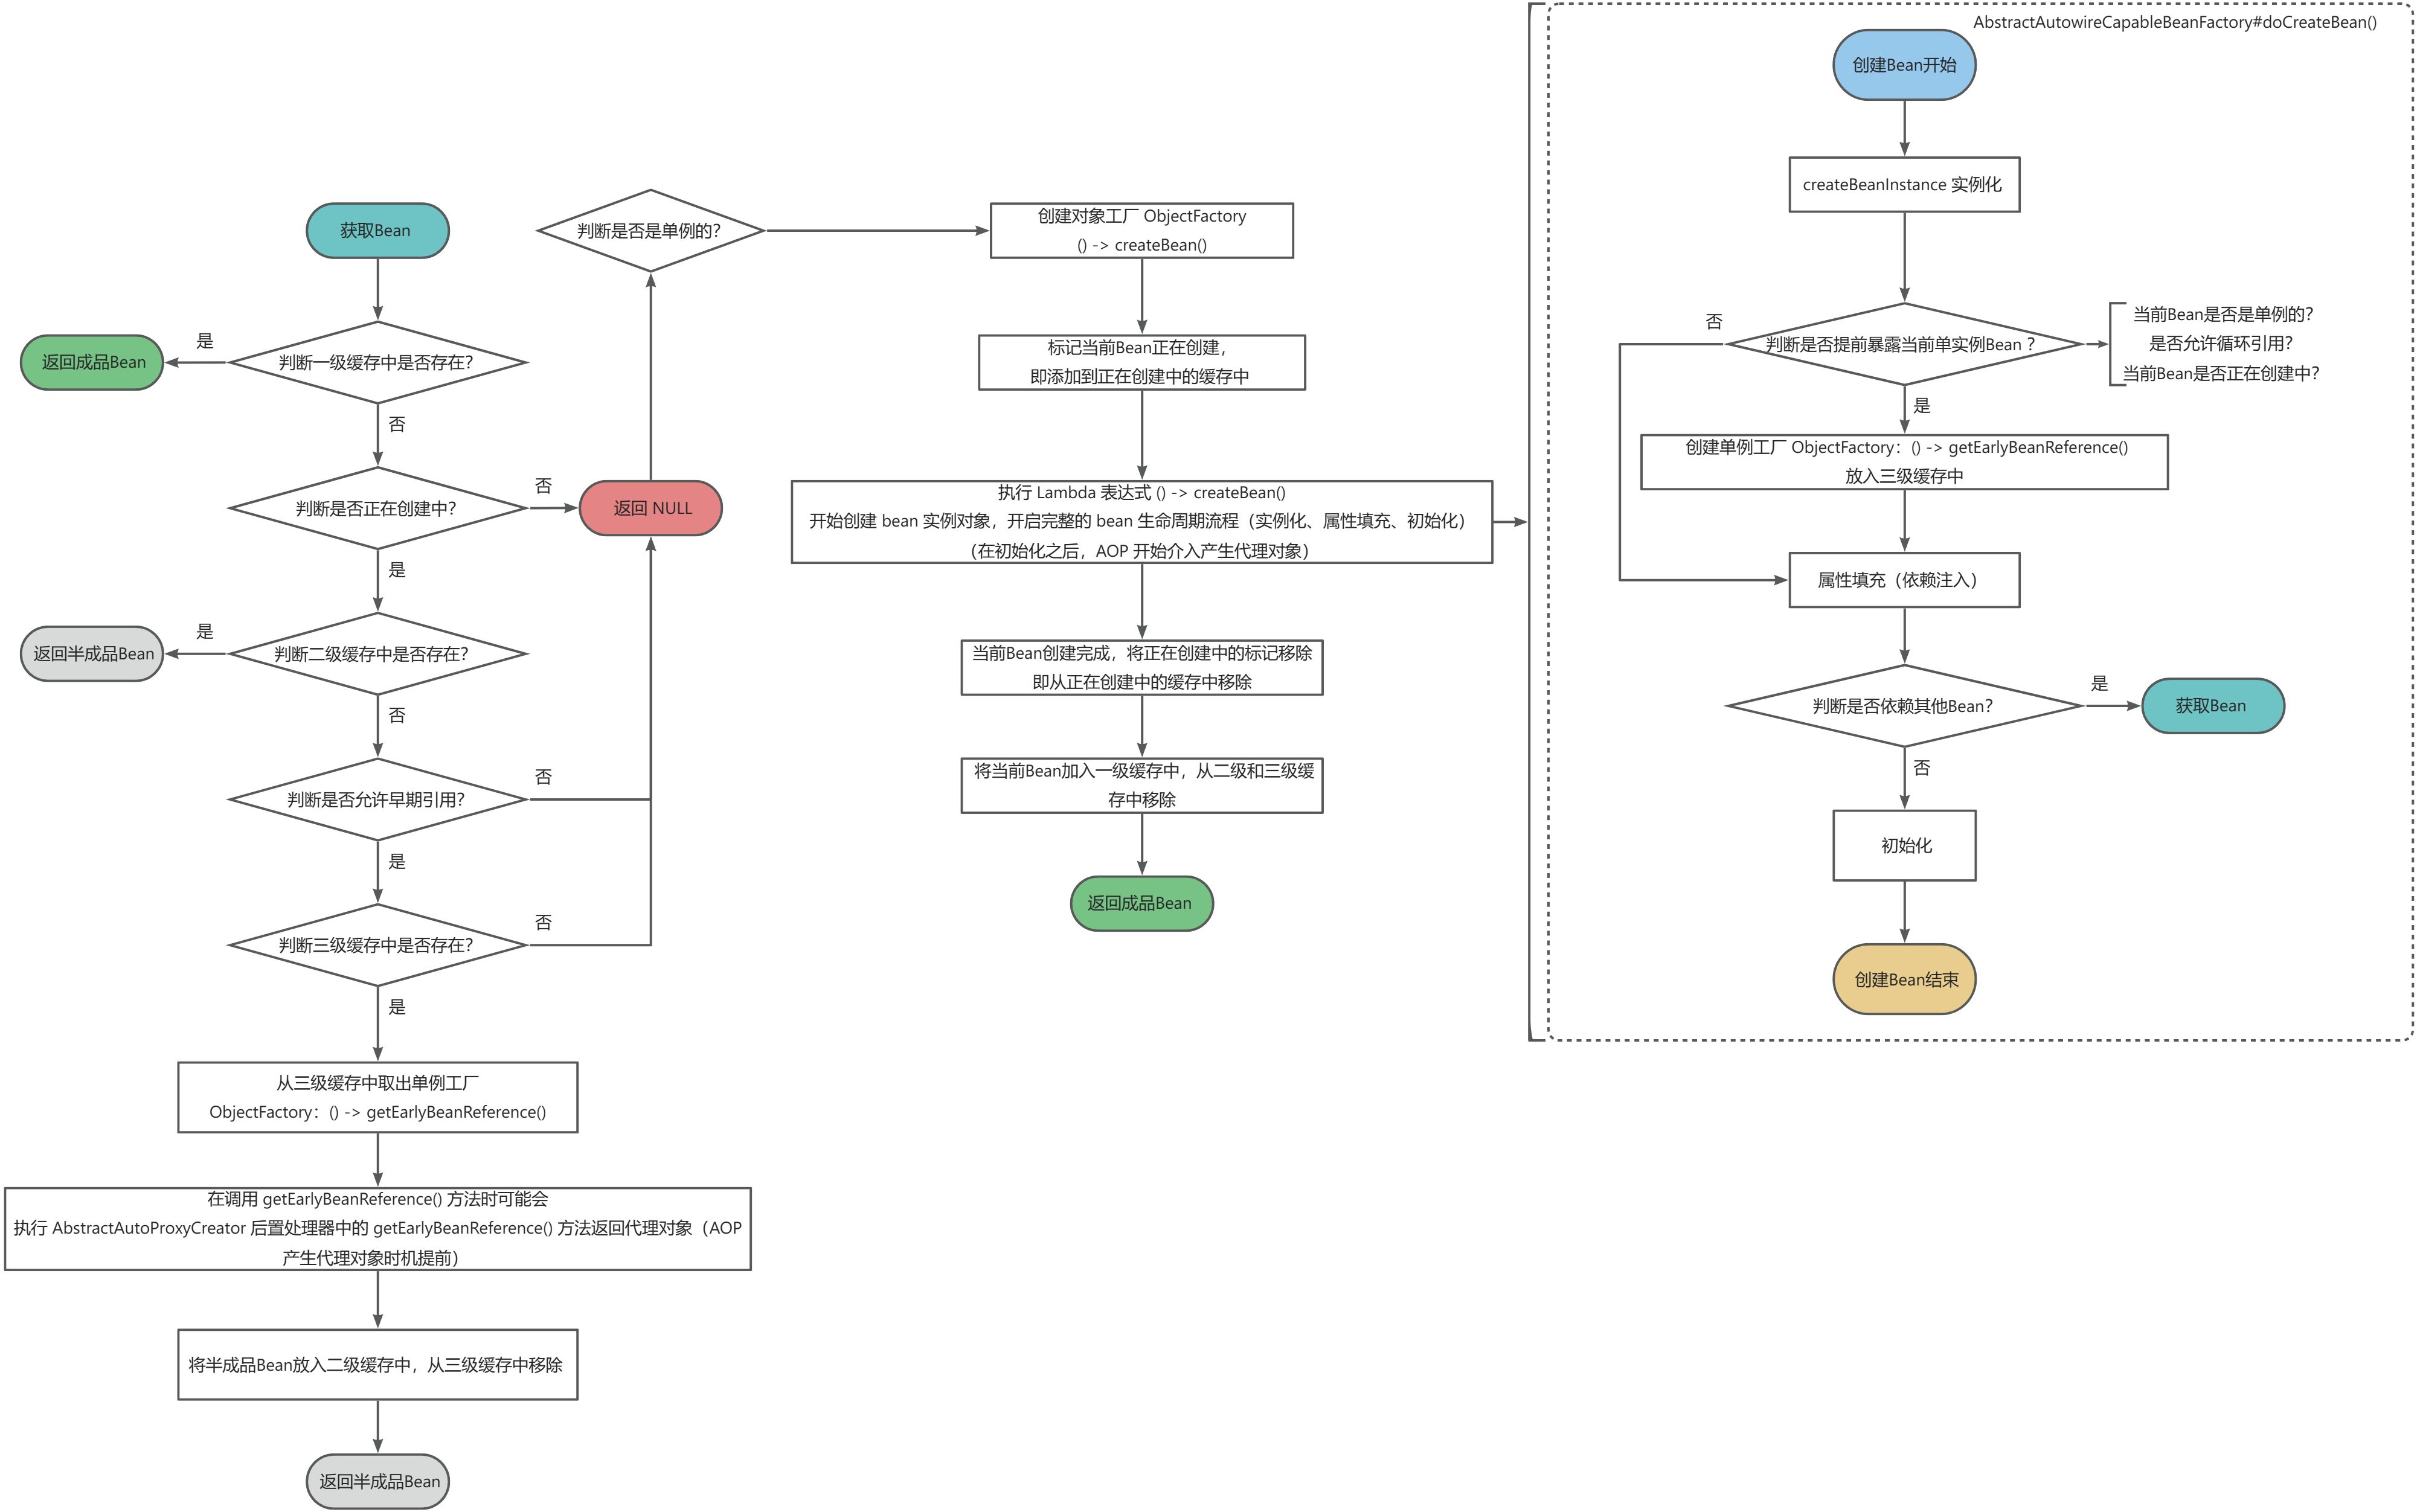 获取Bean
判断一级缓存中是否存在？
是
返回成品Bean
否
判断是否正在创建中？
否
返回 NULL
是
判断二级缓存中是否存在？
是
返回半成品Bean
否
判断是否允许早期引用？
否
是
判断三级缓存中是否存在？
否
是
从三级缓存中取出单例工厂
ObjectFactory：() -> getEarlyBeanReference()
在调用 getEarlyBeanReference() 方法时可能会
执行 AbstractAutoProxyCreator 后置处理器中的 getEarlyBeanReference() 方法返回代理对象（AOP
产生代理对象时机提前）
将半成品Bean放入二级缓存中，从三级缓存中移除
返回半成品Bean
判断是否是单例的？
创建对象工厂 ObjectFactory
() -> createBean()
标记当前Bean正在创建，
即添加到正在创建中的缓存中
执行 Lambda 表达式 () -> createBean()
开始创建 bean 实例对象，开启完整的 bean 生命周期流程（实例化、属性填充、初始化）
（在初始化之后，AOP 开始介入产生代理对象）
当前Bean创建完成，将正在创建中的标记移除
即从正在创建中的缓存中移除
将当前Bean加入一级缓存中，从二级和三级缓
存中移除
返回成品Bean
AbstractAutowireCapableBeanFactory#doCreateBean()
创建Bean开始
createBeanInstance 实例化
否
判断是否提前暴露当前单实例Bean ？
当前Bean是否是单例的？
是否允许循环引用？
当前Bean是否正在创建中？
是
创建单例工厂 ObjectFactory：() -> getEarlyBeanReference()
放入三级缓存中
属性填充（依赖注入）
判断是否依赖其他Bean？
是
获取Bean
否
初始化
创建Bean结束